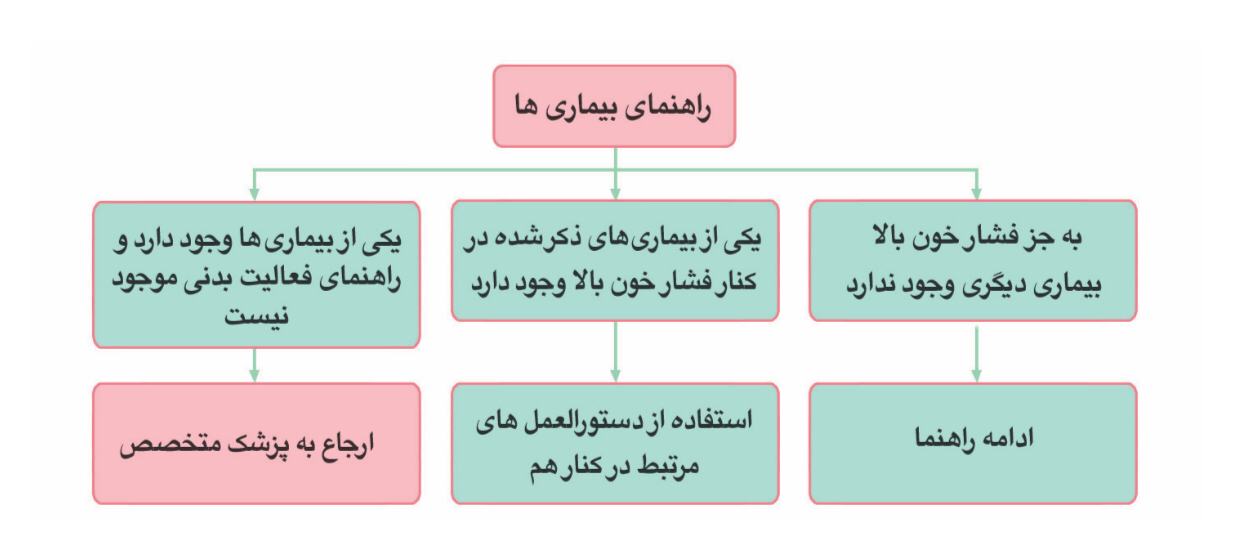 راهنمای بیماری ها
به جز فشار خون بالا
بیماری دیگری وجود ندارد
یکی از بیماری‌های ذکر شده در
کنار فشار خون بالا وجود دارد
یکی از بیماری‌ها وجود دارد و
راهنمای فعالیت بدنی موجود
نیست
ادامه راهنما
استفاده از دستورالعمل های
مرتبط در کنار هم
ارجاع به پزشک متخصص